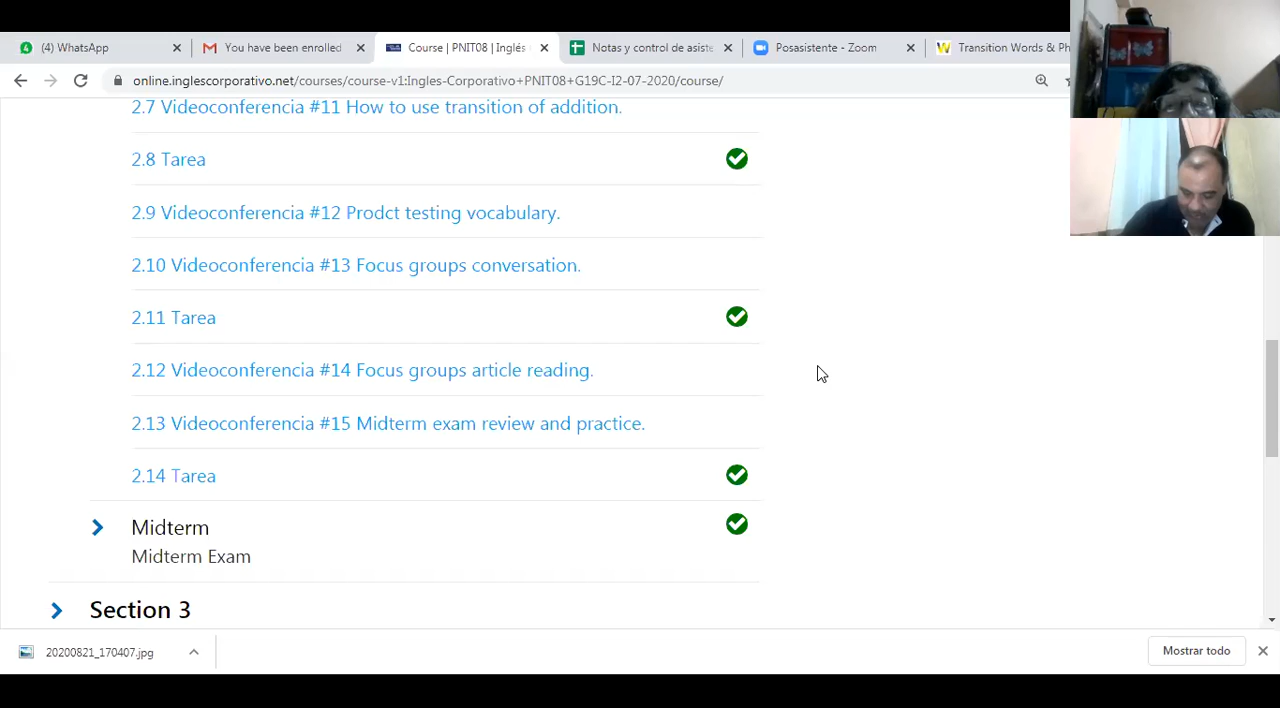 (4) WhatsApp
You have been enrolled
Course | PNIT08 | Inglés
Notas y control de asiste
Posasistente - Zoom
W Transition Words & Ph
online.inglescorporativo.net/courses/course-v1:Ingles-Corporativo+PNIT08+G19C-I2-07-2020/course/
2.7 Videoconferencia #11 How to use transition of addition.
2.8 Tarea
2.9 Videoconferencia #12 Prodct testing vocabulary.
2.10 Videoconferencia #13 Focus groups conversation.
2.11 Tarea
2.12 Videoconferencia #14 Focus groups article reading.
2.13 Videoconferencia #15 Midterm exam review and practice.
2.14 Tarea
Midterm
Midterm Exam
Section 3
20200821_170407.jpg
Mostrar todo